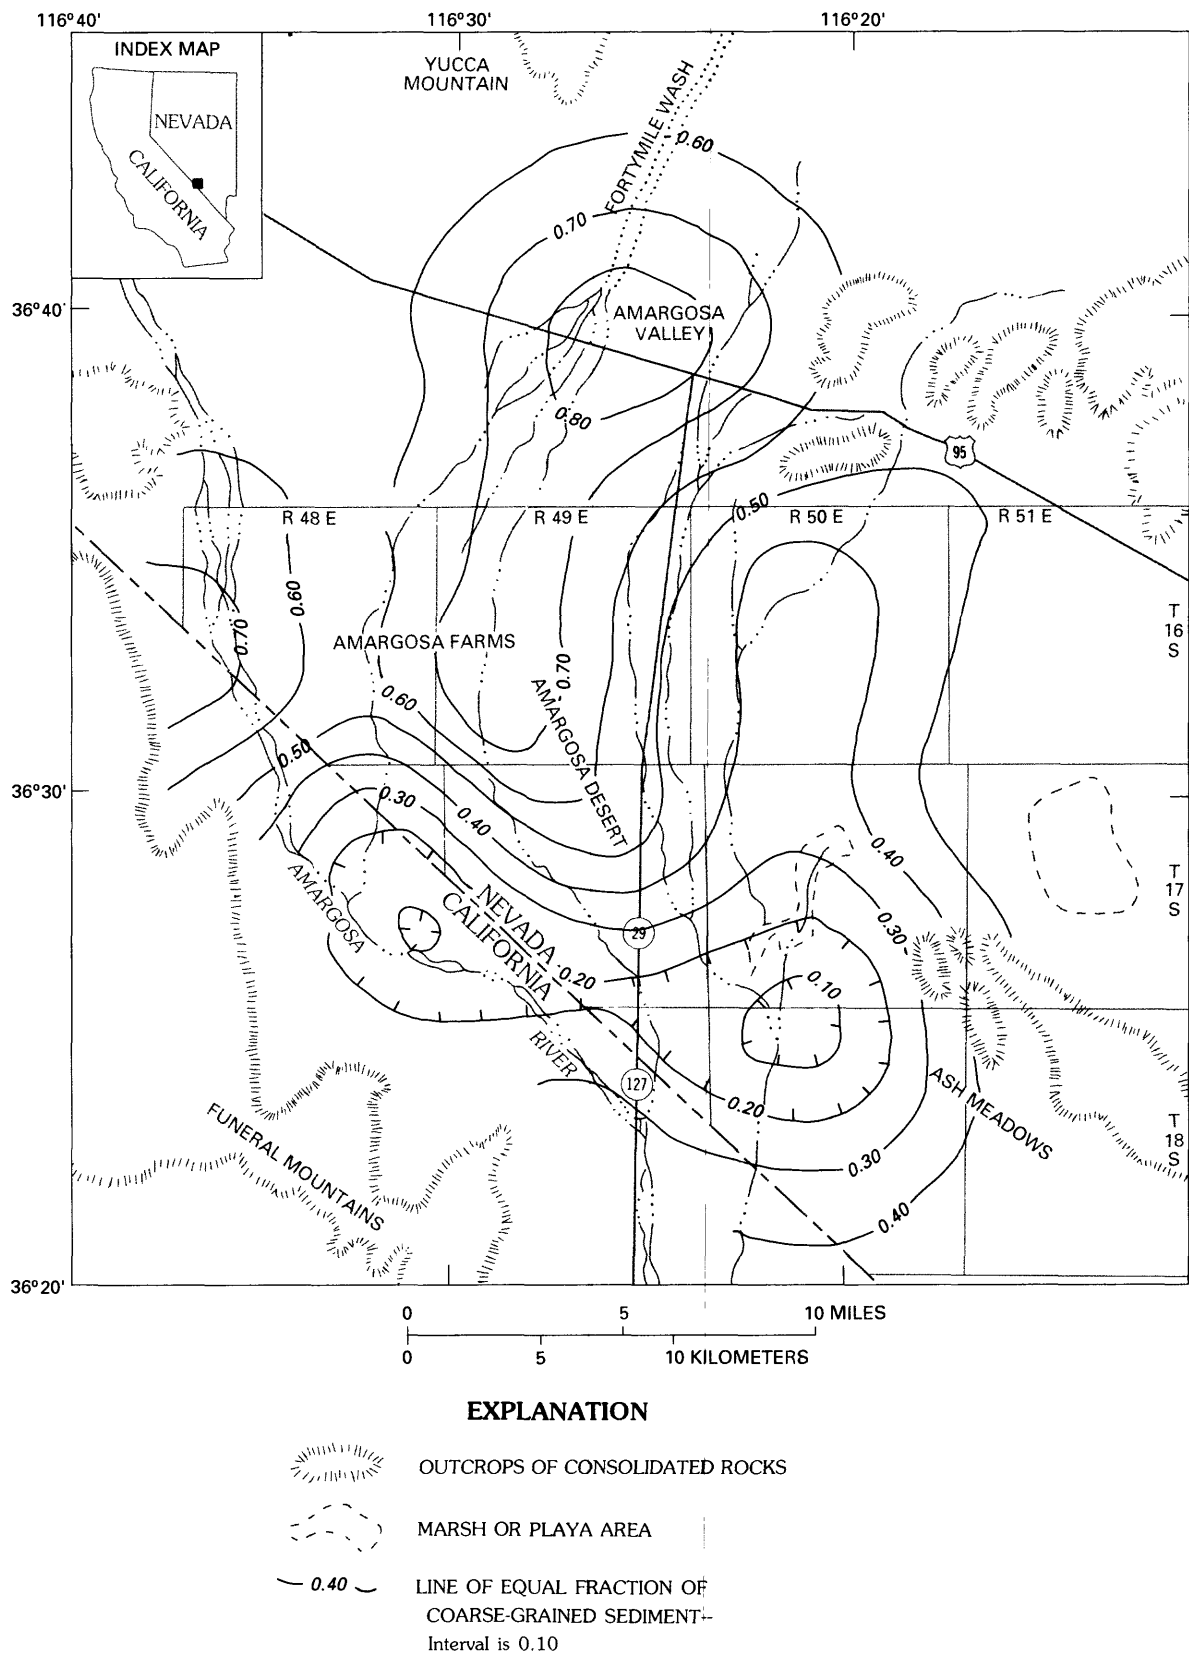 116°40'
116°30'
116°20'
INDEX MAP
NEVADA
CALIFORNIA
YUCCA
MOUNTAIN
FORTYMILE WASH
0.60
0.70
36°40'
AMARGOSA
VALLEY
0.80
95
0.50
R 48 E
R 49 E
R 50 E
R 51 E
0.60
0.70
T
16
S
AMARGOSA FARMS
0.70
0.60
AMARGOSA DESERT
0.50
36°30'
0.30
0.40
0.40
T
17
S
AMARGOSA
NEVADA
CALIFORNIA
29
0.30
0.20
0.10
RIVER
127
0.20
ASH MEADOWS
FUNERAL MOUNTAINS
0.30
T
18
S
0.40
36°20'
0 5 10 MILES
0 5 10 KILOMETERS
EXPLANATION
OUTCROPS OF CONSOLIDATED ROCKS
MARSH OR PLAYA AREA
0.40 LINE OF EQUAL FRACTION OF
COARSE-GRAINED SEDIMENT--
Interval is 0.10